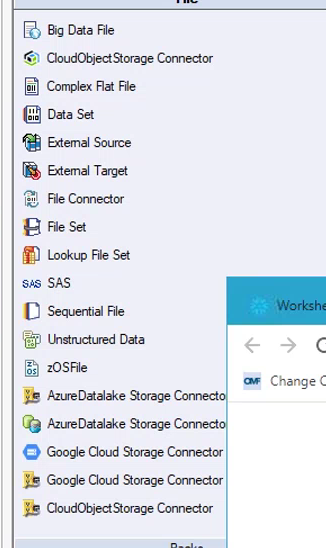 File
Big Data File
CloudObjectStorage Connector
Complex Flat File
Data Set
External Source
External Target
File Connector
File Set
Lookup File Set
SAS SAS
Sequential File
Unstructured Data
zOSFile
AzureDatalake Storage Connecto
AzureDatalake Storage Connecto
Google Cloud Storage Connector
Google Cloud Storage Connector
CloudObjectStorage Connector
Workshe
OMF Change C